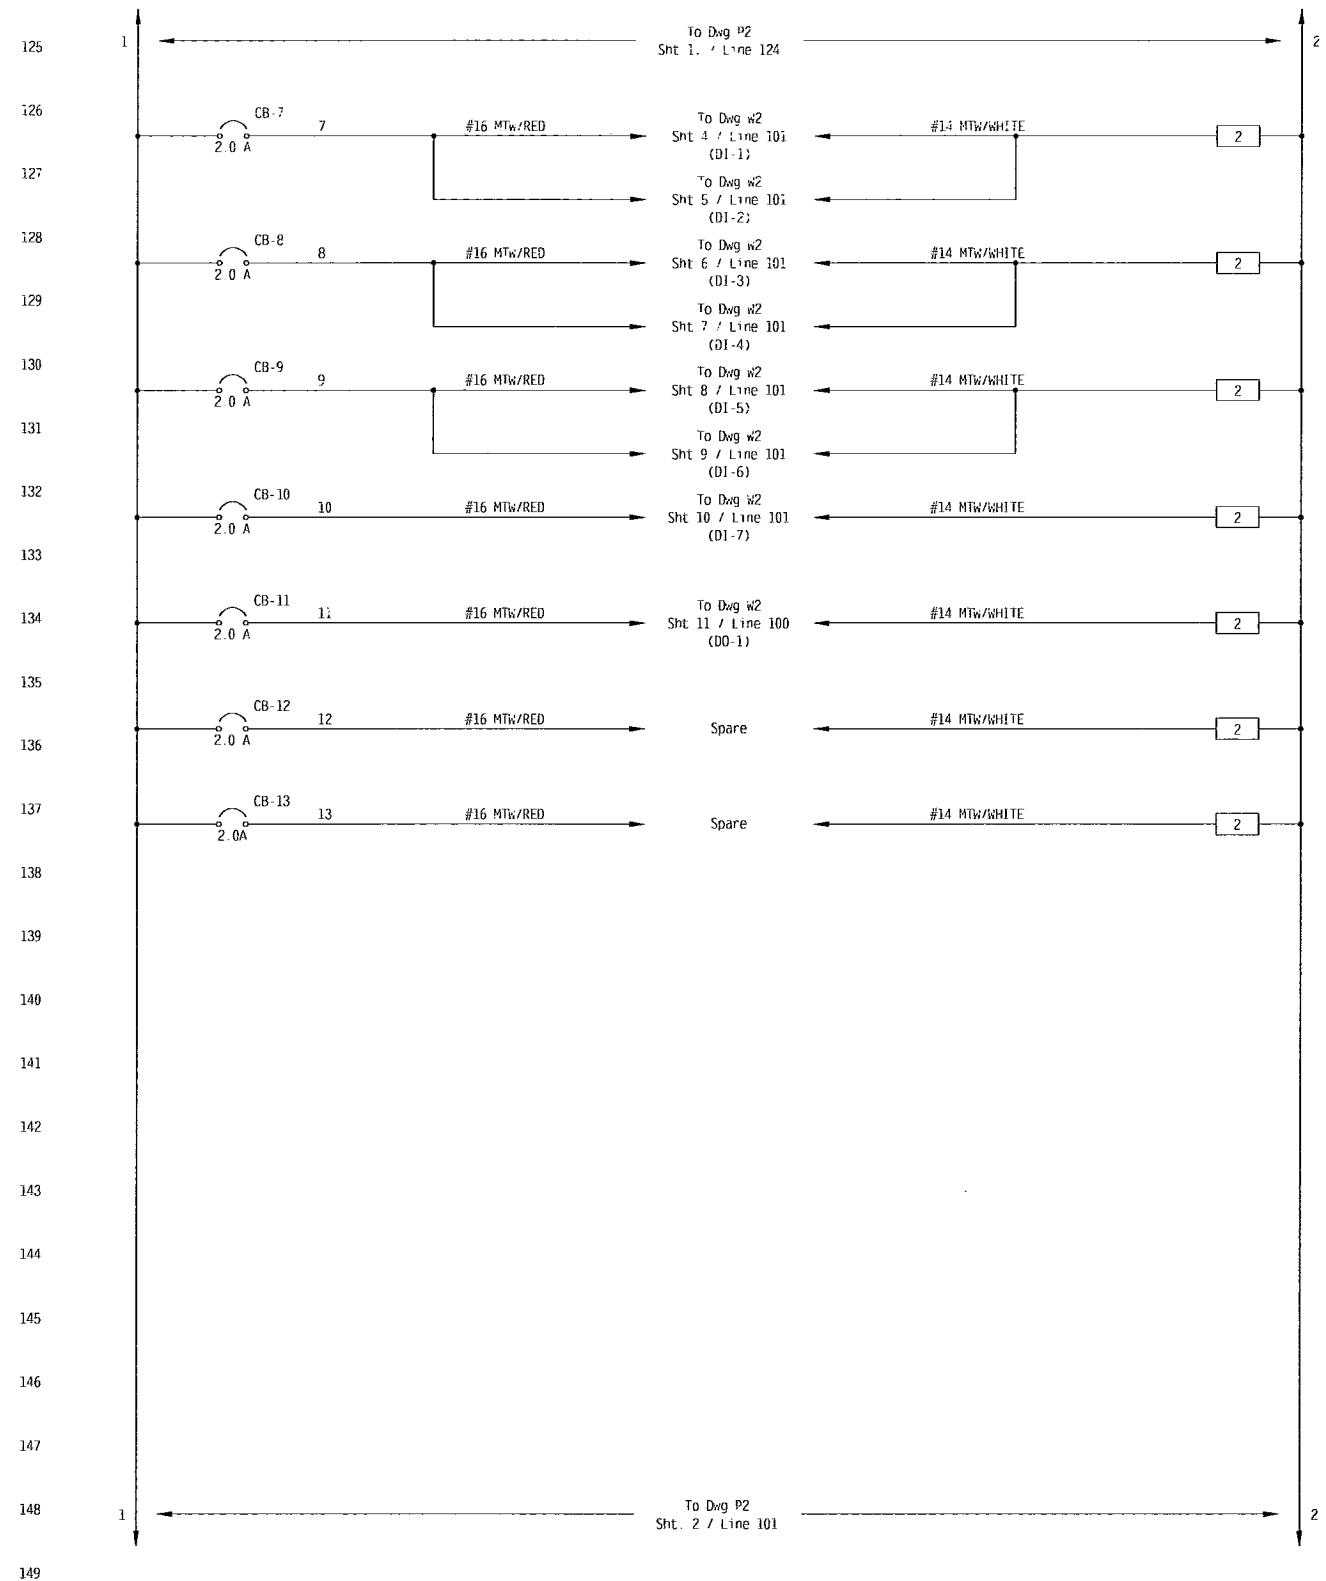 125
1
To Dwg P2
Sht 1. / Line 124
2
126
CB-7
7
#16 MTW/RED
2.0 A
To Dwg W2
Sht 4 / Line 101
(DI-1)
#14 MTW/WHITE
2
127
To Dwg W2
Sht 5 / Line 101
(DI-2)
128
CB-8
8
#16 MTW/RED
2.0 A
To Dwg W2
Sht 6 / Line 101
(DI-3)
#14 MTW/WHITE
2
129
To Dwg W2
Sht 7 / Line 101
(DI-4)
130
CB-9
9
#16 MTW/RED
2.0 A
To Dwg W2
Sht 8 / Line 101
(DI-5)
#14 MTW/WHITE
2
131
To Dwg W2
Sht 9 / Line 101
(DI-6)
132
CB-10
10
#16 MTW/RED
2.0 A
To Dwg W2
Sht 10 / Line 101
(DI-7)
#14 MTW/WHITE
2
133
134
CB-11
11
#16 MTW/RED
2.0 A
To Dwg W2
Sht 11 / Line 100
(DO-1)
#14 MTW/WHITE
2
135
CB-12
12
#16 MTW/RED
2.0 A
Spare
#14 MTW/WHITE
2
136
137
CB-13
13
#16 MTW/RED
2.0A
Spare
#14 MTW/WHITE
2
138
139
140
141
142
143
144
145
146
147
148
1
To Dwg P2
Sht. 2 / Line 101
2
149